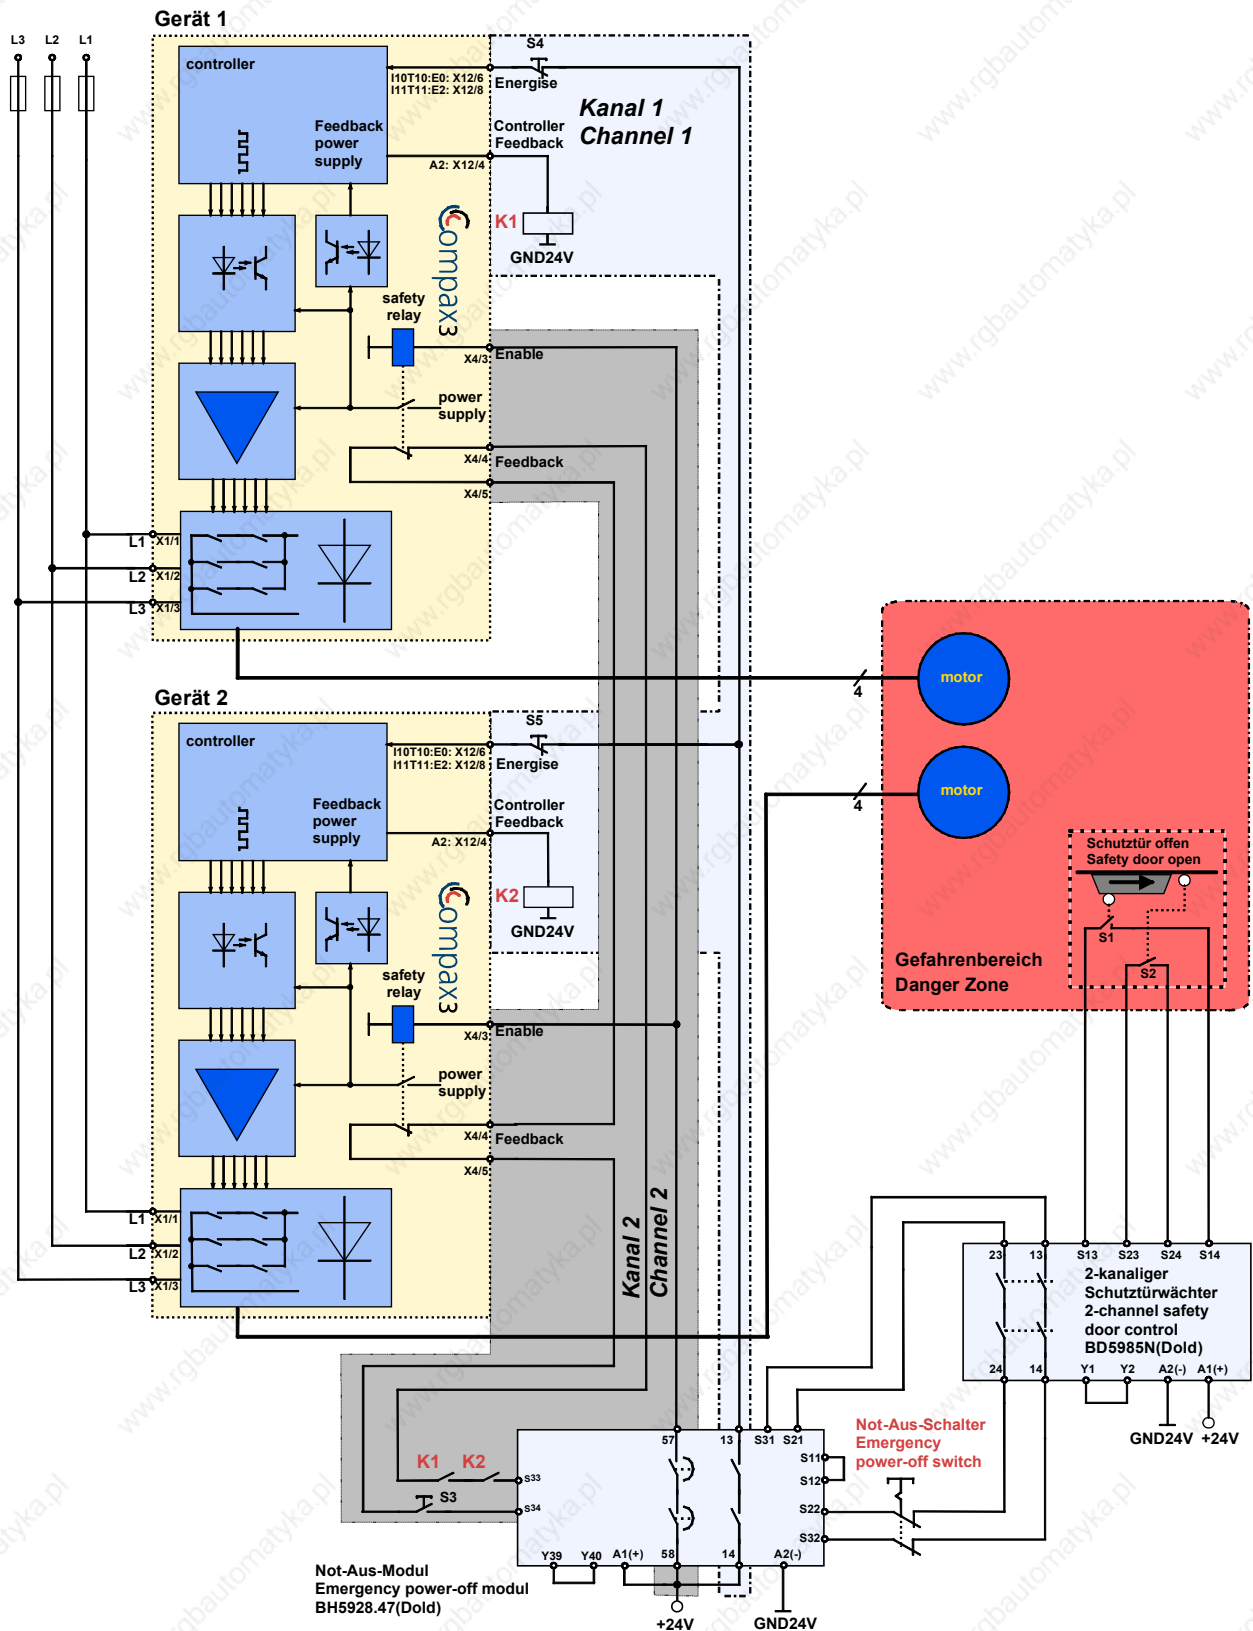 Gerät 1
L3 L2 L1
controller
Feedback
power
supply
I10T10:E0: X12/6
I11T11:E2: X12/8
S4
Energise
Kanal 1
Channel 1
Controller
Feedback
A2: X12/4
K1
GND24V
Compax3
safety
relay
X4/3
Enable
power
supply
X4/4
Feedback
X4/5
L1 X1/1
L2 X1/2
L3 X1/3
4
motor
Gerät 2
controller
Feedback
power
supply
I10T10:E0: X12/6
I11T11:E2: X12/8
S5
Energise
Controller
Feedback
A2: X12/4
K2
GND24V
Compax3
safety
relay
X4/3
Enable
power
supply
X4/4
Feedback
X4/5
L1 X1/1
L2 X1/2
L3 X1/3
4
motor
Schutztür offen
Safety door open
S1
S2
Gefahrenbereich
Danger Zone
Kanal 2
Channel 2
23 13 S13 S23 S24 S14
2-kanaliger
Schutztürwächter
2-channel safety
door control
BD5985N(Dold)
24 14 Y1 Y2 A2(-) A1(+)
GND24V +24V
Not-Aus-Schalter
Emergency
power-off switch
57 13 S31 S21
S11
S12
S22
S32
K1 K2
S33
S3
S34
Y39 Y40 A1(+) 58 14 A2(-)
Not-Aus-Modul
Emergency power-off modul
BH5928.47(Dold)
+24V
GND24V
www.rgbautomatyka.pl